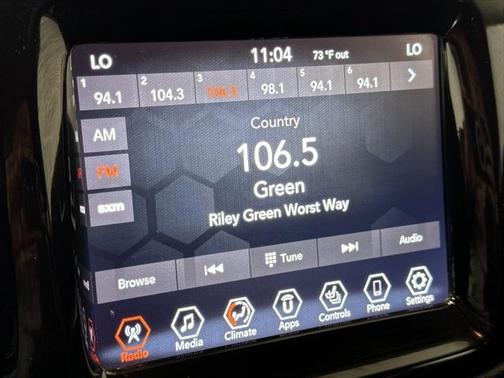 LO 11:04 73 °F out LO
1 94.1 2 104.3 3 106.5 4 98.1 5 94.1 6 94.1
AM
FM
sxm
Country
106.5
Green
Riley Green Worst Way
Browse Tune Audio
Radio Media Climate Apps Controls Phone Settings